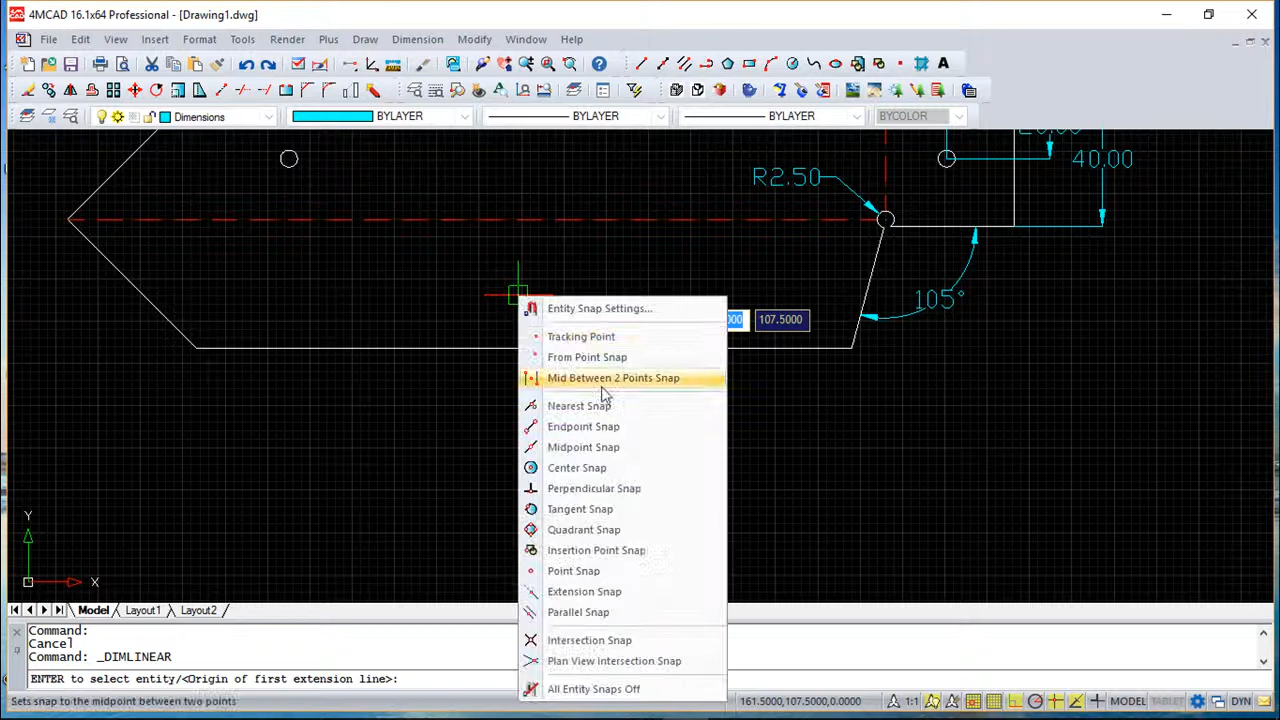 4MCAD 16.1x64 Professional - [Drawing1.dwg]
File Edit View Insert Format Tools Render Plus Draw Dimension Modify Window Help
Dimensions BYLAYER BYLAYER BYLAYER BYCOLOR
40.00
R2.50
105°
000 107.5000
Entity Snap Settings...
Tracking Point
From Point Snap
Mid Between 2 Points Snap
Nearest Snap
Endpoint Snap
Midpoint Snap
Center Snap
Perpendicular Snap
Tangent Snap
Quadrant Snap
Insertion Point Snap
Point Snap
Extension Snap
Parallel Snap
Intersection Snap
Plan View Intersection Snap
All Entity Snaps Off
Y
X
Model Layout1 Layout2
Command:
Cancel
Command: _DIMLINEAR
ENTER to select entity/<Origin of first extension line>:
Sets snap to the midpoint between two points 161.5000,107.5000,0.0000 1:1 MODEL TABLET DYN